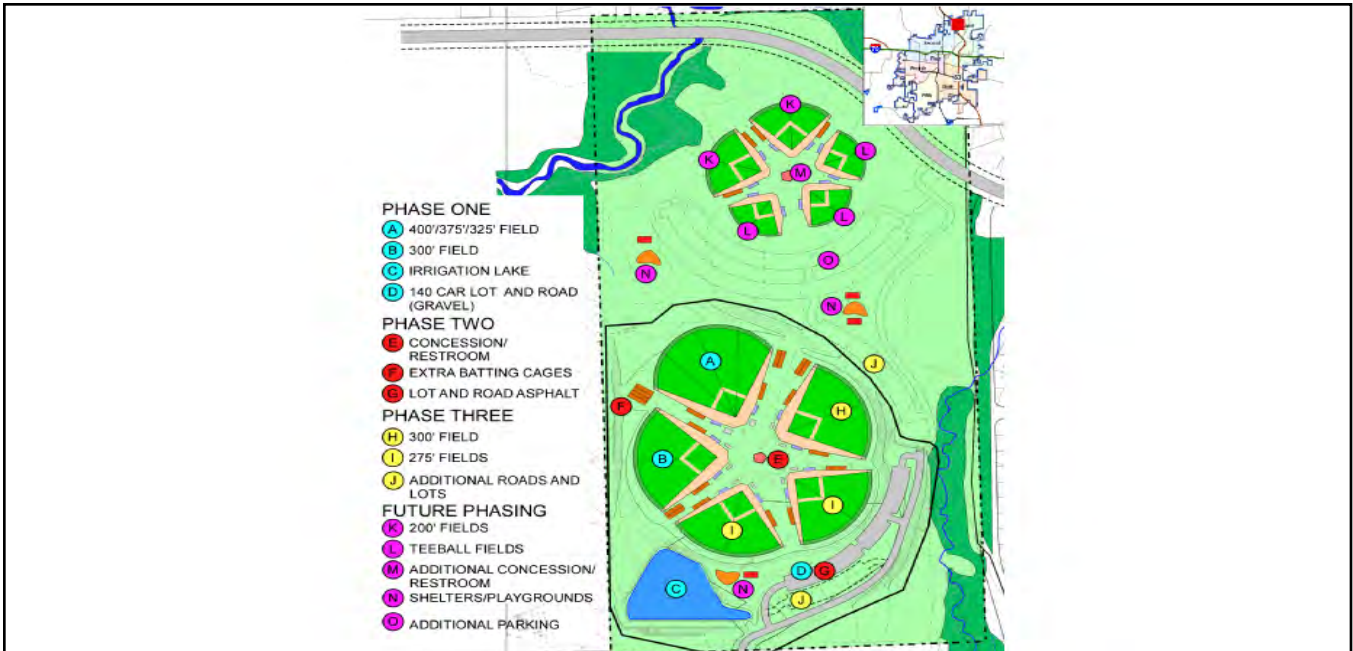 PHASE ONE
A 400'/375'/325' FIELD
B 300' FIELD
C IRRIGATION LAKE
D 140 CAR LOT AND ROAD
(GRAVEL)
PHASE TWO
E CONCESSION/
RESTROOM
F EXTRA BATTING CAGES
G LOT AND ROAD ASPHALT
PHASE THREE
H 300' FIELD
I 275' FIELDS
J ADDITIONAL ROADS AND
LOTS
FUTURE PHASING
K 200' FIELDS
L TEEBALL FIELDS
M ADDITIONAL CONCESSION/
RESTROOM
N SHELTERS/PLAYGROUNDS
O ADDITIONAL PARKING
K
K
L
M
L
L
N
O
N
J
A
F
H
B
E
I
I
D
G
C
N
J